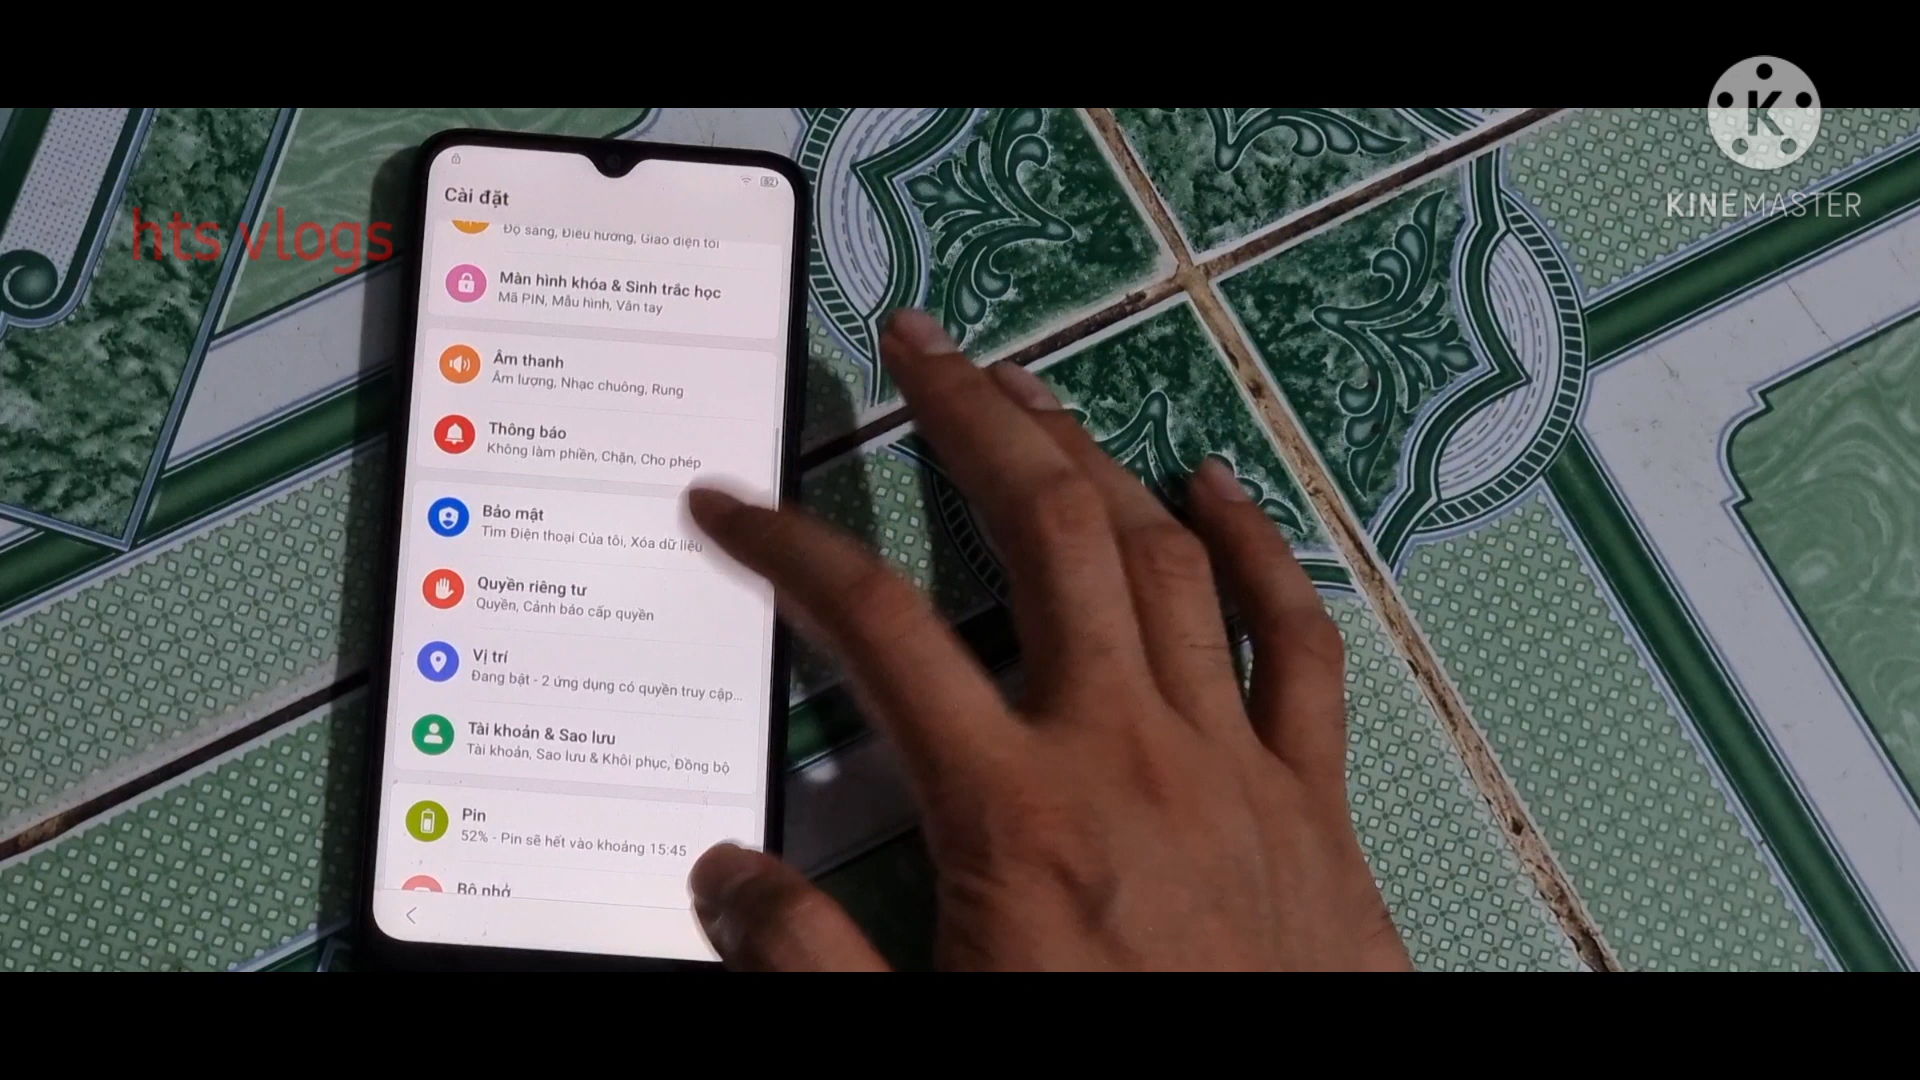 K
KINEMASTER
hts vlogs
62
Cài đặt
Độ sáng, Điều hướng, Giao diện tối
Màn hình khóa & Sinh trắc học
Mã PIN, Mẫu hình, Vân tay
Âm thanh
Âm lượng, Nhạc chuông, Rung
Thông báo
Không làm phiền, Chặn, Cho phép
Bảo mật
Tìm Điện thoại Của tôi, Xóa dữ liệu
Quyền riêng tư
Quyền, Cảnh báo cấp quyền
Vị trí
Đang bật - 2 ứng dụng có quyền truy cập...
Tài khoản & Sao lưu
Tài khoản, Sao lưu & Khôi phục, Đồng bộ
Pin
52% - Pin sẽ hết vào khoảng 15:45
Bộ nhớ